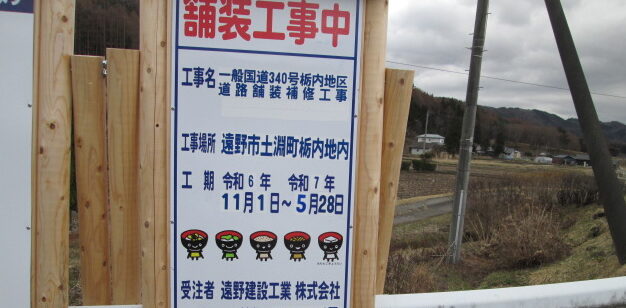 舗装工事中
工事名 一般国道340号栃内地区
道路舗装補修工事
工事場所 遠野市土淵町栃内地内
工期 令和6年 令和7年
11月1日～5月28日
受注者 遠野建設工業 株式会社